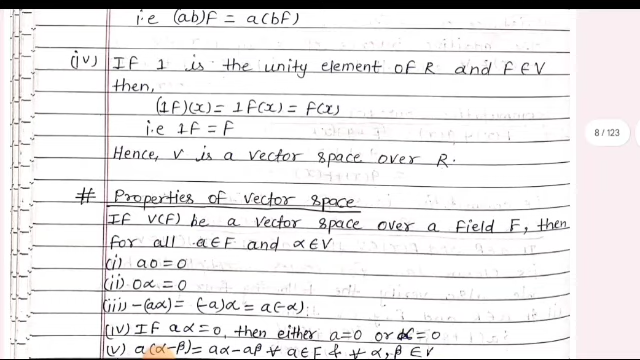 i.e (ab)F = a(bF)
(iv) If 1 is the unity element of R and F∈V
then,
(1F)(x) = 1F(x) = F(x)
i.e 1F = F
8 / 123
Hence, V is a vector space over R.
# Properties of vector space
If V(F) be a vector space over a field F, then
for all a∈F and α∈V
(i) a0 = 0
(ii) 0α = 0
(iii) -(aα) = (-a)α = a(-α)
(iv) If aα = 0, then either a = 0 or α = 0
(v) a(α-β) = aα - aβ ∀ a∈F & ∀ α, β ∈ V